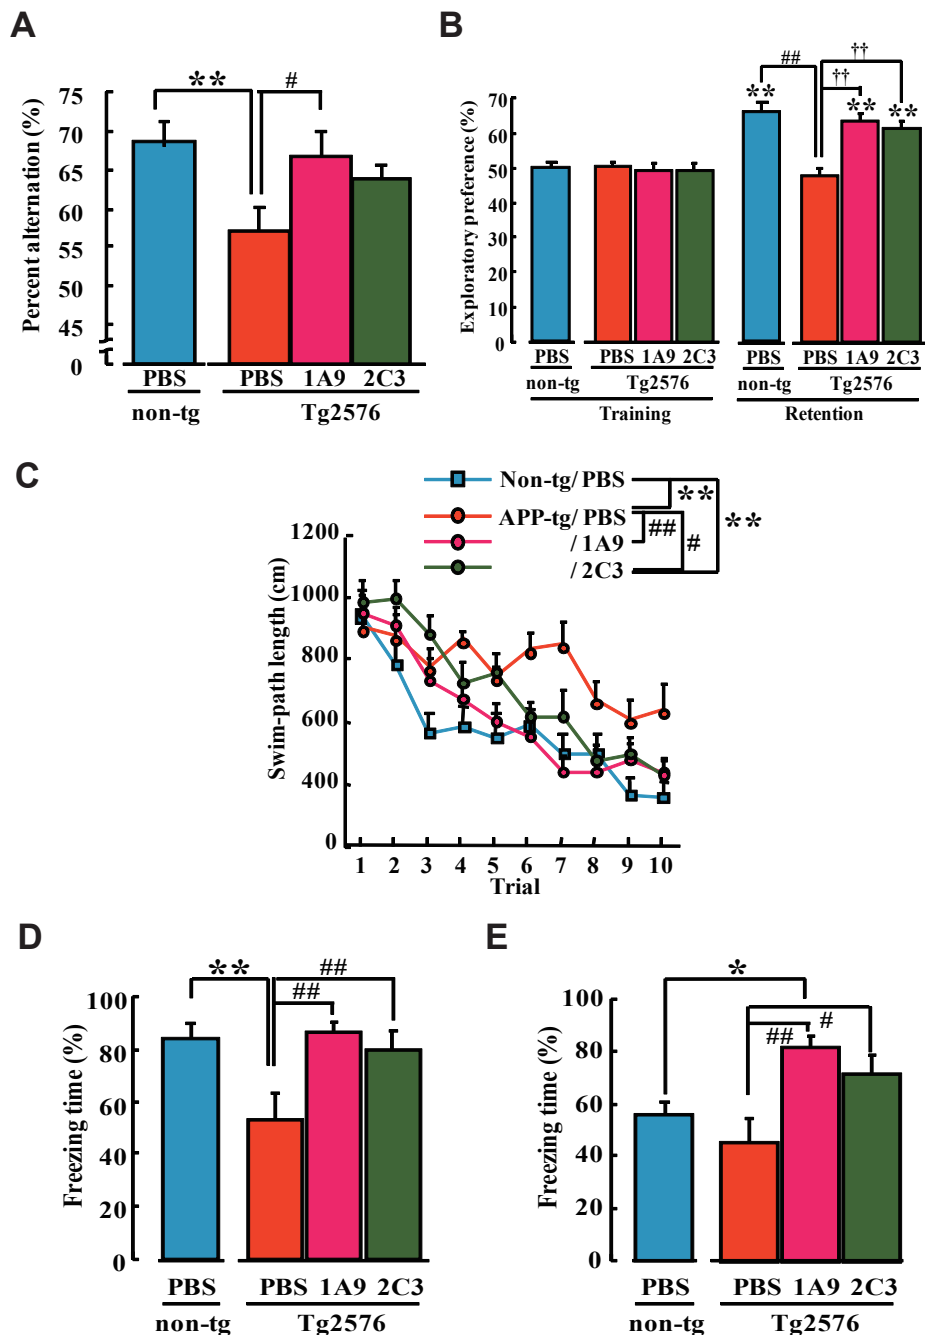 A
** #
Percent alternation (%)
75
70
65
60
55
50
45
0
PBS PBS 1A9 2C3
non-tg Tg2576
B
## †† ††
** ** **
Exploratory preference (%)
70
60
50
40
30
20
10
0
PBS PBS 1A9 2C3 PBS PBS 1A9 2C3
non-tg Tg2576 non-tg Tg2576
Training Retention
C
Non-tg/PBS
APP-tg/PBS
/1A9
/2C3
** ## # **
Swim-path length (cm)
1200
1000
800
600
400
0
1 2 3 4 5 6 7 8 9 10
Trial
D
** ## ##
Freezing time (%)
100
80
60
40
20
0
PBS PBS 1A9 2C3
non-tg Tg2576
E
* ## #
Freezing time (%)
100
80
60
40
20
0
PBS PBS 1A9 2C3
non-tg Tg2576